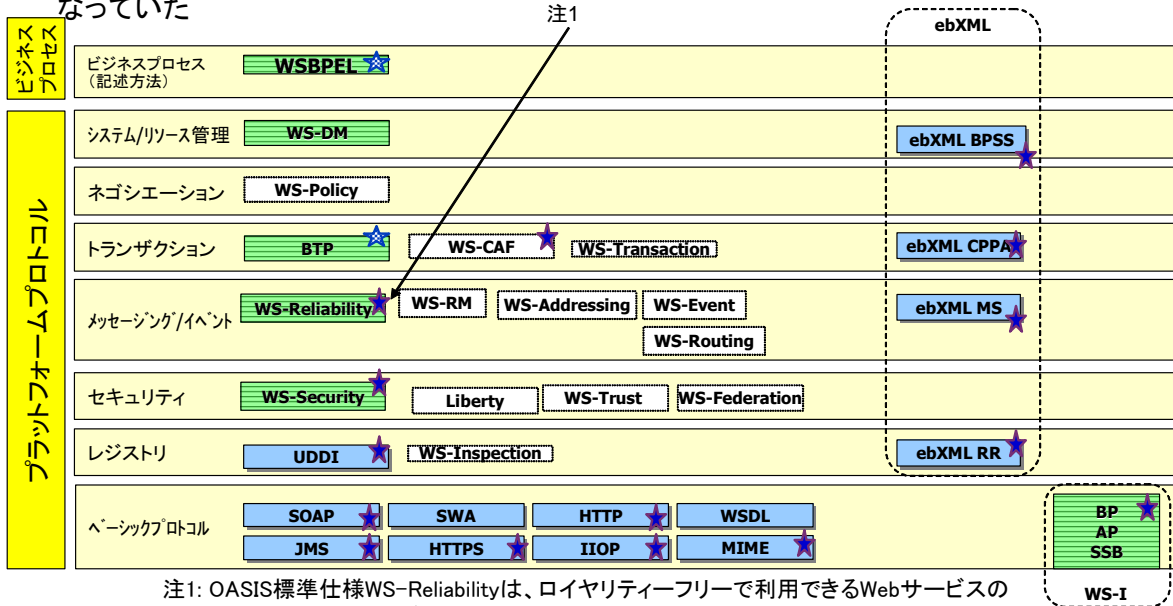 なっていた
注1
ebXML
ビジネス
プロセス
ビジネスプロセス
（記述方法）
WSBPEL
プラットフォームプロトコル
システム/リソース管理
WS-DM
ebXML BPSS
ネゴシエーション
WS-Policy
トランザクション
BTP
WS-CAF
WS-Transaction
ebXML CPPA
ﾒｯｾｰｼﾞﾝｸﾞ/ｲﾍﾞﾝﾄ
WS-Reliability
WS-RM
WS-Addressing
WS-Event
WS-Routing
ebXML MS
セキュリティ
WS-Security
Liberty
WS-Trust
WS-Federation
レジストリ
UDDI
WS-Inspection
ebXML RR
ﾍﾞｰｼｯｸﾌﾟﾛﾄｺﾙ
SOAP
SWA
HTTP
WSDL
JMS
HTTPS
IIOP
MIME
BP
AP
SSB
WS-I
注1: OASIS標準仕様WS-Reliabilityは、ロイヤリティーフリーで利用できるWebサービスの